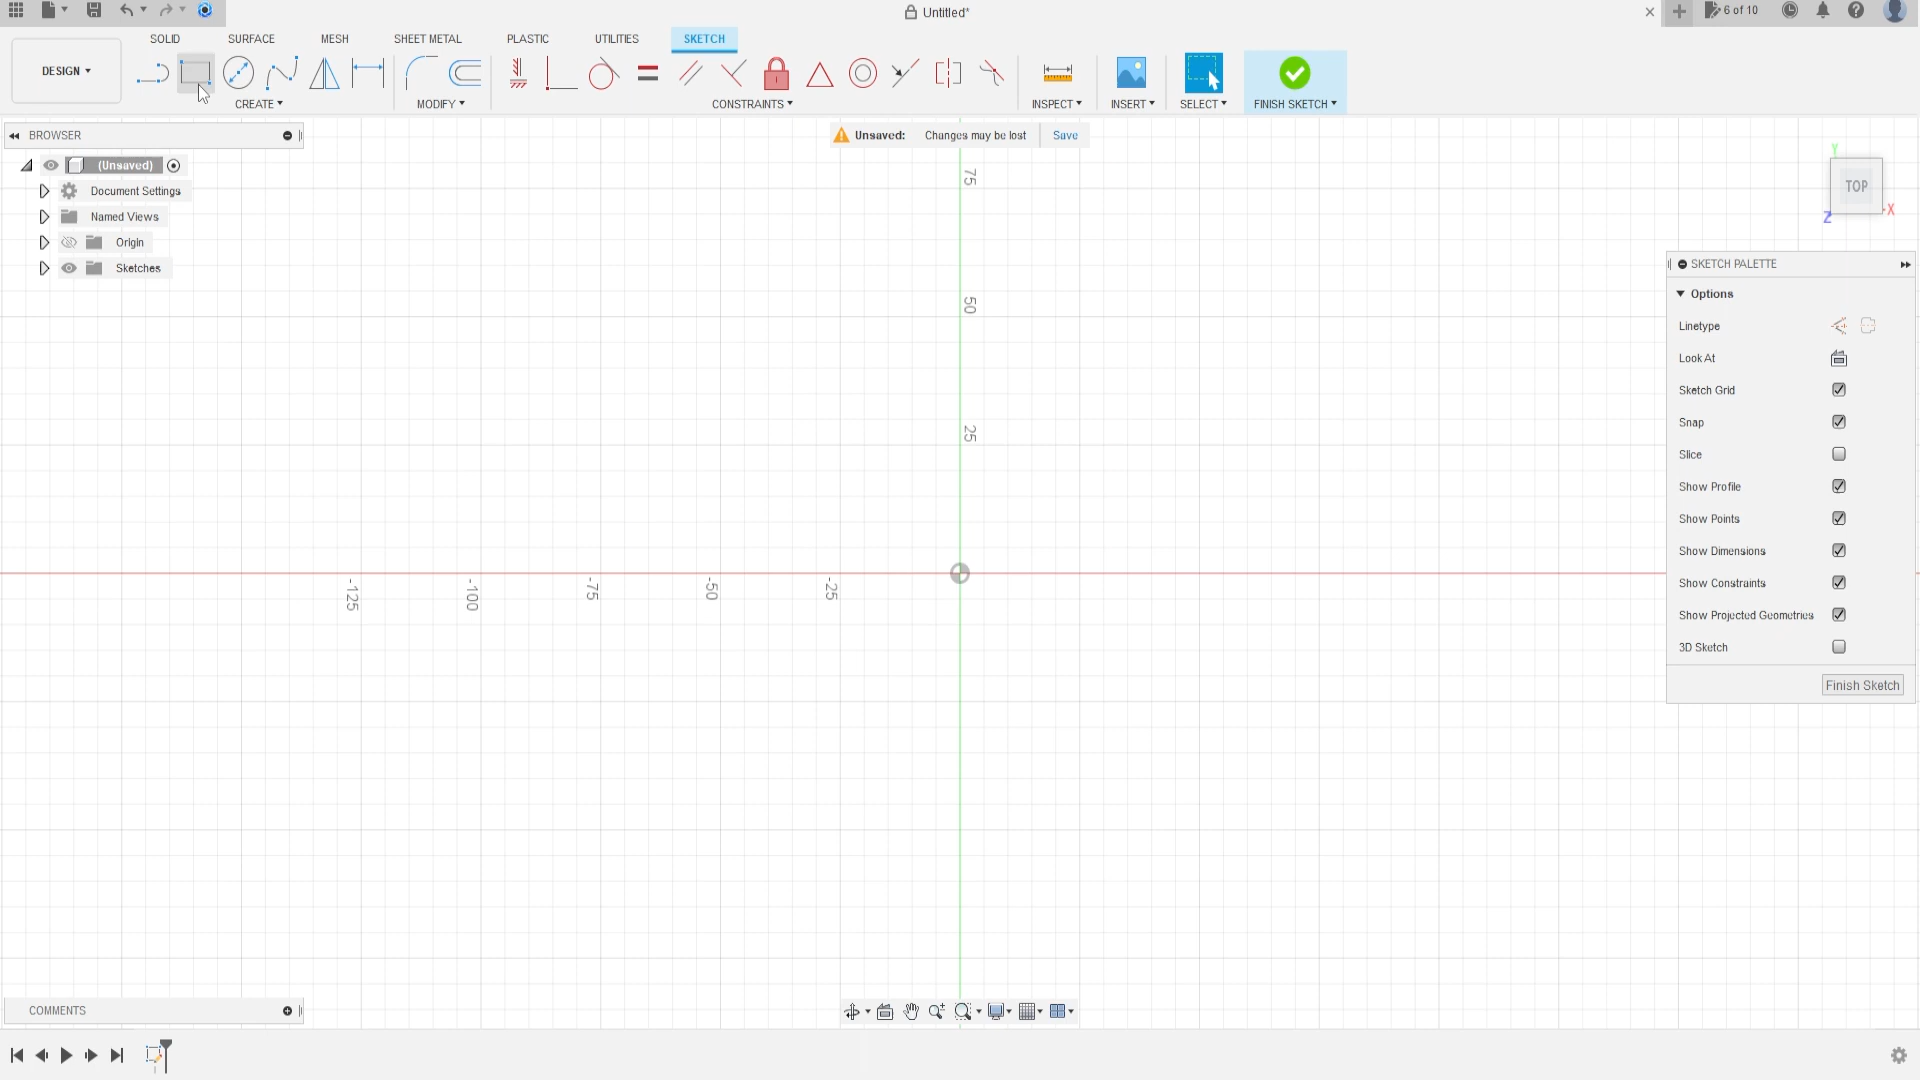 Untitled*
6 of 10
SOLID SURFACE MESH SHEET METAL PLASTIC UTILITIES SKETCH
DESIGN
CREATE MODIFY CONSTRAINTS INSPECT INSERT SELECT FINISH SKETCH
BROWSER
Unsaved: Changes may be lost Save
(Unsaved)
Document Settings
Named Views
Origin
Sketches
TOP
Y
X
Z
75
50
25
-125
-100
-75
-50
-25
SKETCH PALETTE
Options
Linetype
Look At
Sketch Grid
Snap
Slice
Show Profile
Show Points
Show Dimensions
Show Constraints
Show Projected Geometries
3D Sketch
Finish Sketch
COMMENTS